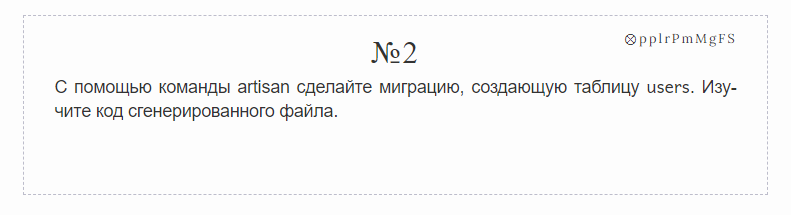 ⊗pplrPmMgFS
№2
С помощью команды artisan сделайте миграцию, создающую таблицу users. Изу-
чите код сгенерированного файла.